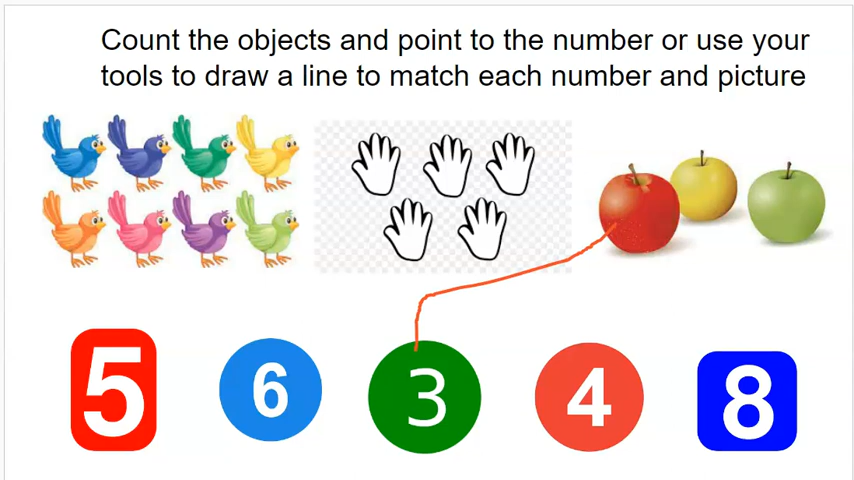 Count the objects and point to the number or use your
tools to draw a line to match each number and picture
5 6 3 4 8